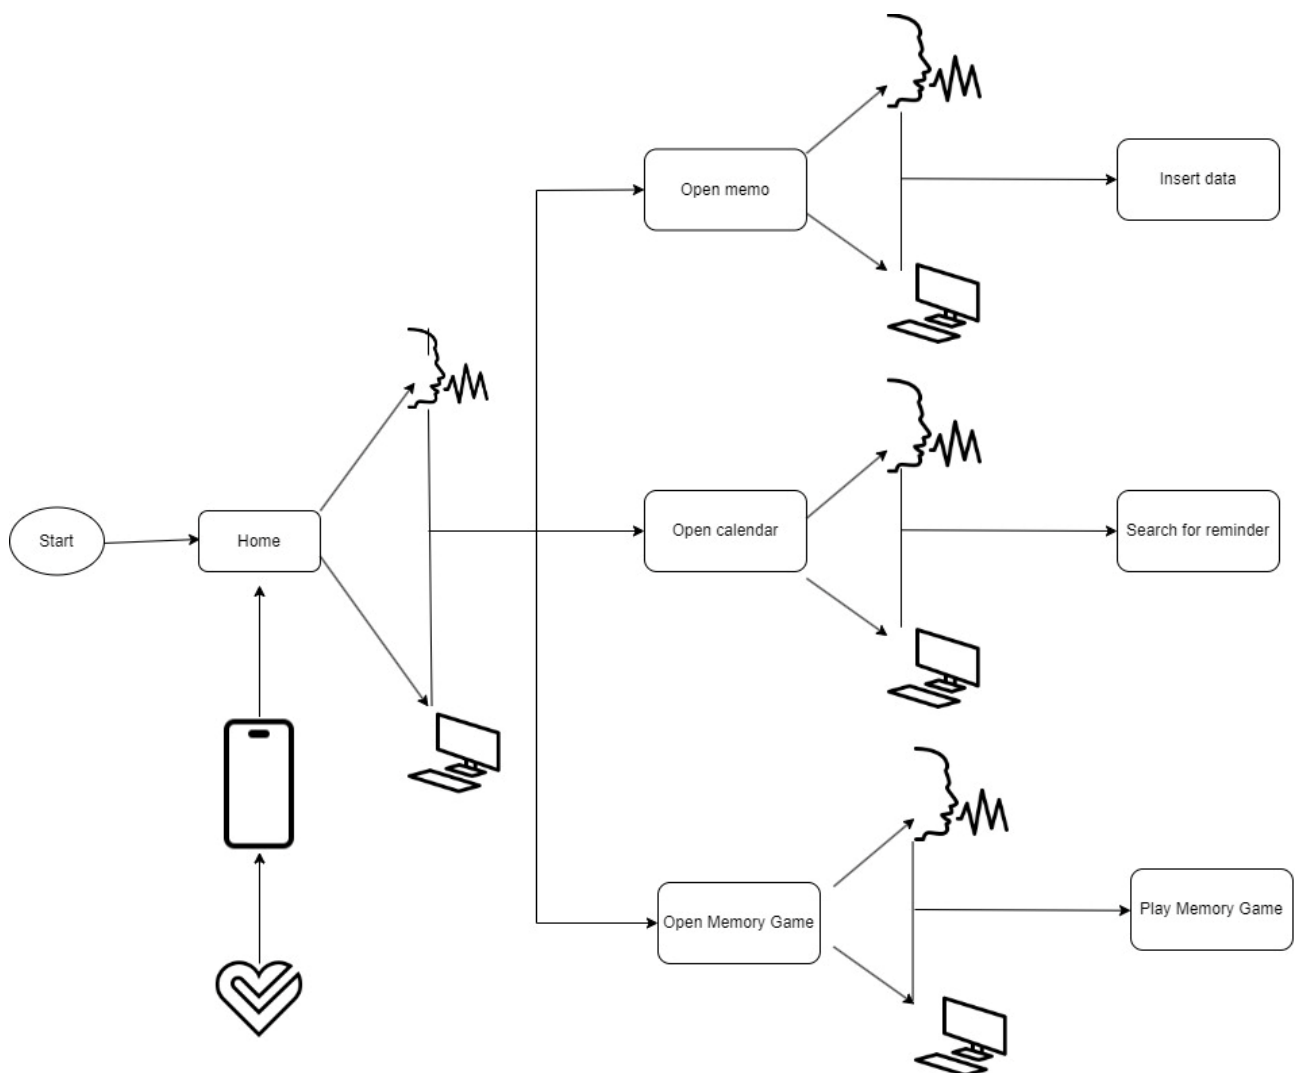 Open memo
Insert data
Start
Home
Open calendar
Search for reminder
Open Memory Game
Play Memory Game